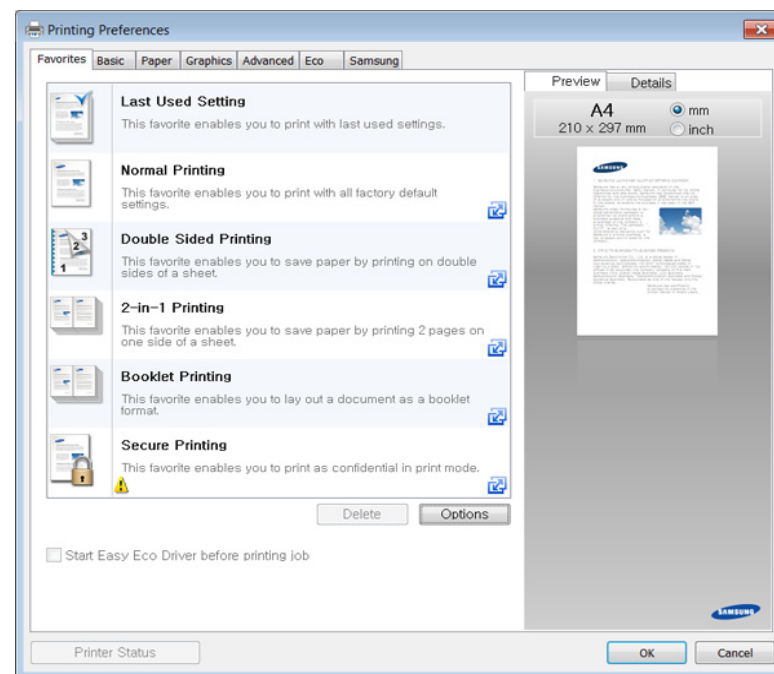 Printing Preferences
Favorites Basic Paper Graphics Advanced Eco Samsung
Last Used Setting
This favorite enables you to print with last used settings.
Normal Printing
This favorite enables you to print with all factory default
settings.
Double Sided Printing
This favorite enables you to save paper by printing on double
sides of a sheet.
2-in-1 Printing
This favorite enables you to save paper by printing 2 pages on
one side of a sheet.
Booklet Printing
This favorite enables you to lay out a document as a booklet
format.
Secure Printing
This favorite enables you to print as confidential in print mode.
Delete Options
Start Easy Eco Driver before printing job
Printer Status
Preview Details
A4
210 x 297 mm
mm
inch
SAMSUNG
SAMSUNG
OK Cancel